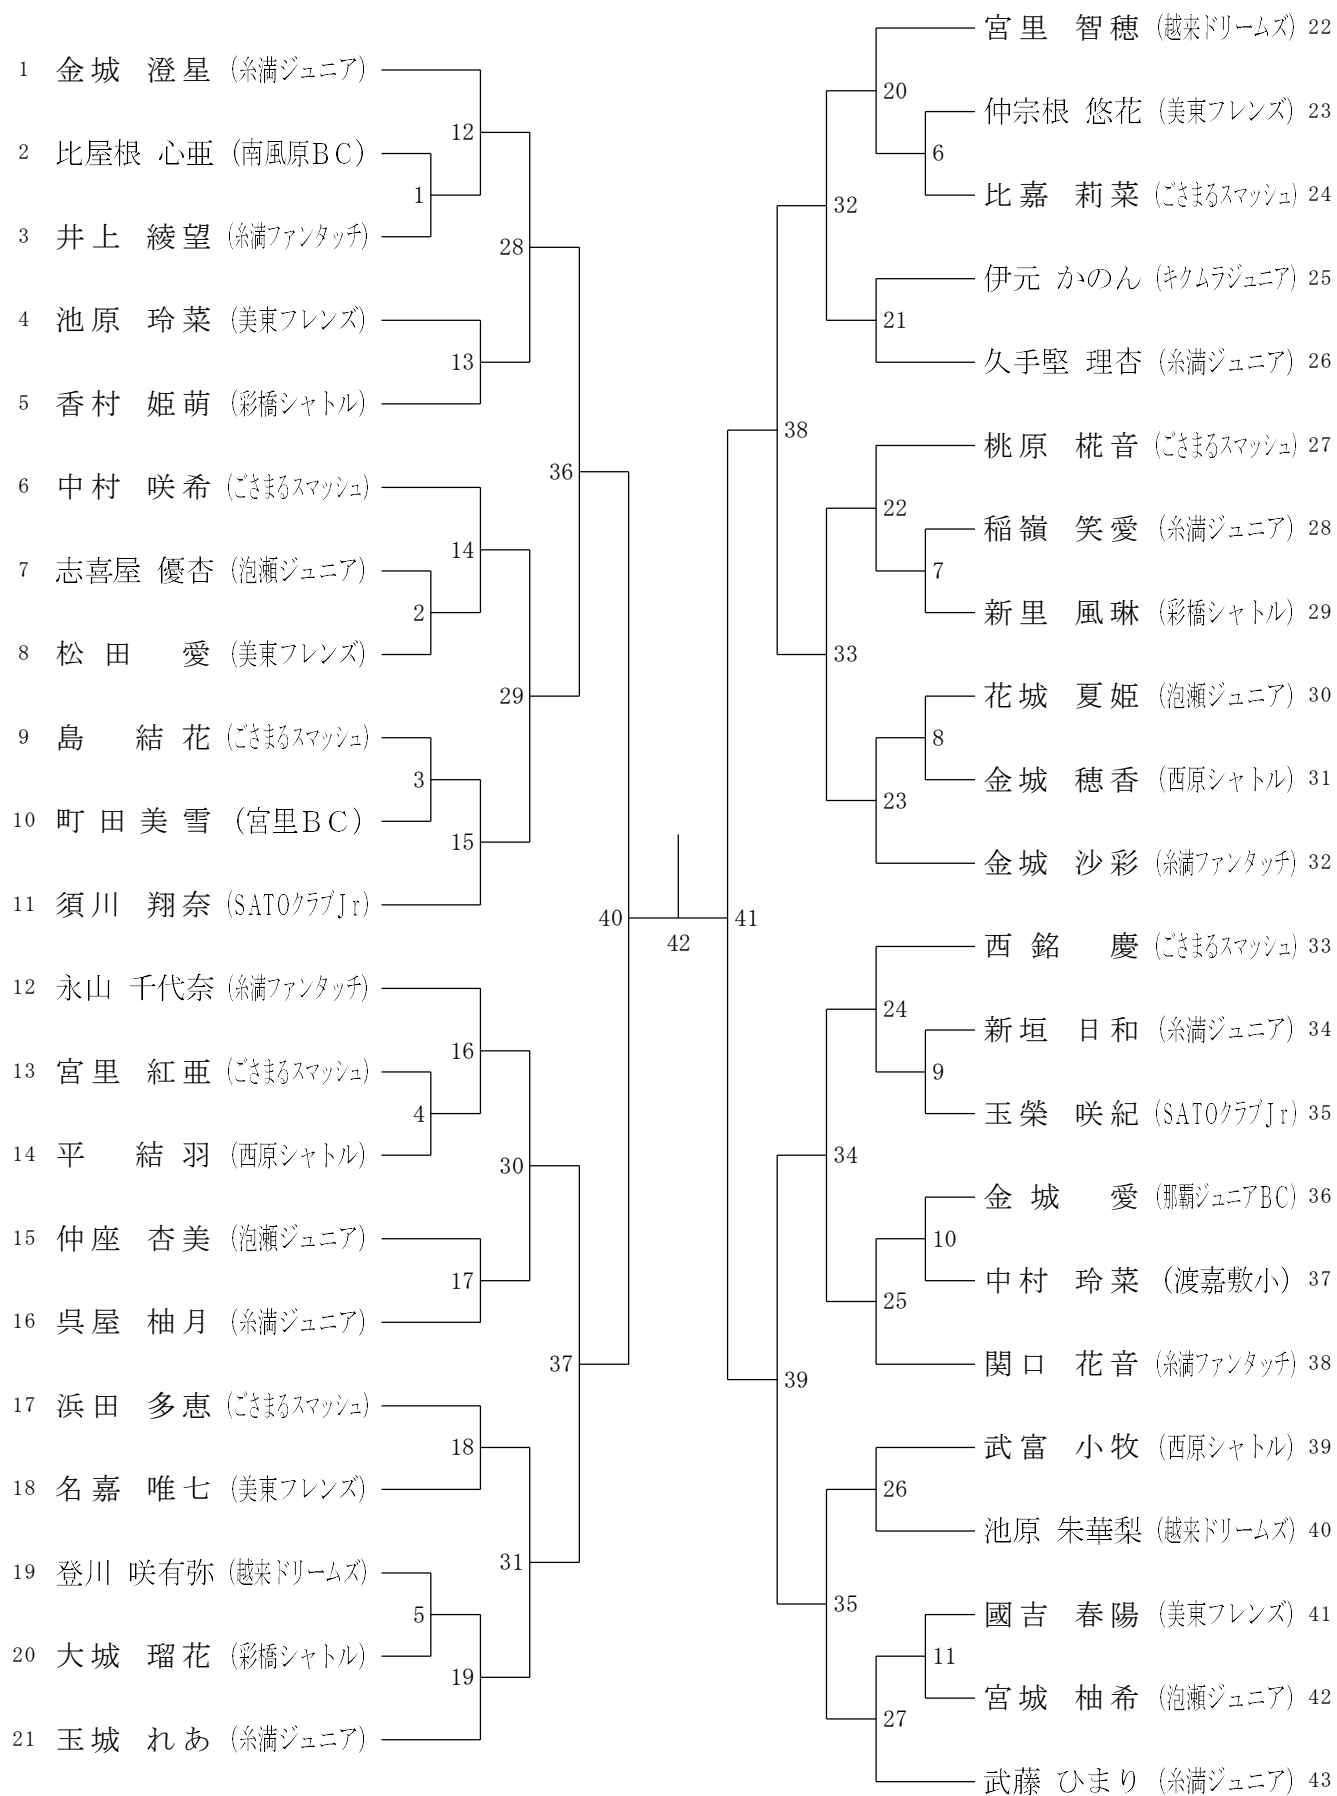 1 金城 澄星 (糸満ジュニア)
2 比屋根 心亜 (南風原BC)
3 井上 綾望 (糸満ファンタッチ)
4 池原 玲菜 (美東フレンズ)
5 香村 姫萌 (彩橋シャトル)
6 中村 咲希 (ごさまるスマッシュ)
7 志喜屋 優杏 (泡瀬ジュニア)
8 松田 愛 (美東フレンズ)
9 島 結花 (ごさまるスマッシュ)
10 町田美雪 (宮里BC)
11 須川 翔奈 (SATOクラブJr)
12 永山 千代奈 (糸満ファンタッチ)
13 宮里 紅亜 (ごさまるスマッシュ)
14 平 結羽 (西原シャトル)
15 仲座 杏美 (泡瀬ジュニア)
16 呉屋 柚月 (糸満ジュニア)
17 浜田 多恵 (ごさまるスマッシュ)
18 名嘉 唯七 (美東フレンズ)
19 登川 咲有弥 (越来ドリームズ)
20 大城 瑠花 (彩橋シャトル)
21 玉城 れあ (糸満ジュニア)
1
2
3
4
5
12
13
14
15
16
17
18
19
28
29
30
31
36
37
40
42
41
38
39
32
33
34
35
20
21
22
23
24
25
26
27
6
7
8
9
10
11
宮里 智穂 (越来ドリームズ) 22
仲宗根 悠花 (美東フレンズ) 23
比嘉 莉菜 (ごさまるスマッシュ) 24
伊元 かのん (キクムラジュニア) 25
久手堅 理杏 (糸満ジュニア) 26
桃原 椛音 (ごさまるスマッシュ) 27
稲嶺 笑愛 (糸満ジュニア) 28
新里 風琳 (彩橋シャトル) 29
花城 夏姫 (泡瀬ジュニア) 30
金城 穂香 (西原シャトル) 31
金城 沙彩 (糸満ファンタッチ) 32
西銘 慶 (ごさまるスマッシュ) 33
新垣 日和 (糸満ジュニア) 34
玉榮 咲紀 (SATOクラブJr) 35
金城 愛 (那覇ジュニアBC) 36
中村 玲菜 (渡嘉敷小) 37
関口 花音 (糸満ファンタッチ) 38
武富 小牧 (西原シャトル) 39
池原 朱華梨 (越来ドリームズ) 40
國吉 春陽 (美東フレンズ) 41
宮城 柚希 (泡瀬ジュニア) 42
武藤 ひまり (糸満ジュニア) 43